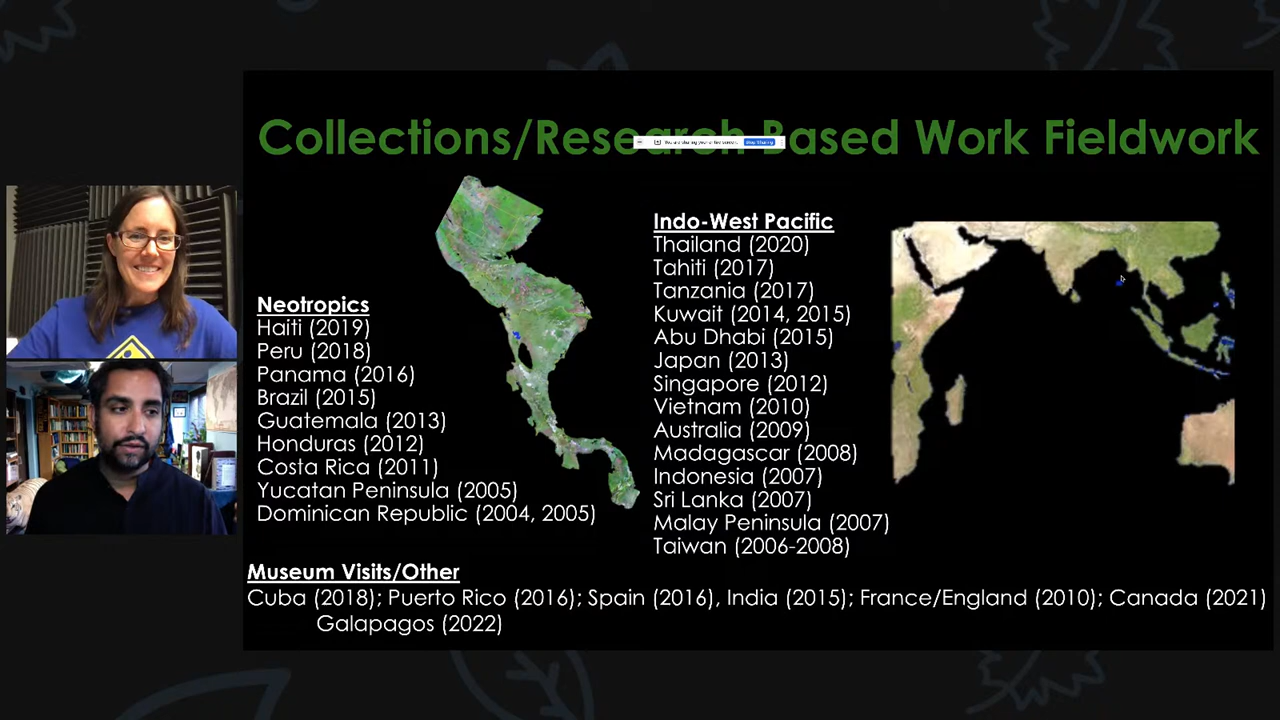 Collections/Research Based Work Fieldwork
Stop Sharing
Neotropics
Haiti (2019)
Peru (2018)
Panama (2016)
Brazil (2015)
Guatemala (2013)
Honduras (2012)
Costa Rica (2011)
Yucatan Peninsula (2005)
Dominican Republic (2004, 2005)
Indo-West Pacific
Thailand (2020)
Tahiti (2017)
Tanzania (2017)
Kuwait (2014, 2015)
Abu Dhabi (2015)
Japan (2013)
Singapore (2012)
Vietnam (2010)
Australia (2009)
Madagascar (2008)
Indonesia (2007)
Sri Lanka (2007)
Malay Peninsula (2007)
Taiwan (2006-2008)
Museum Visits/Other
Cuba (2018); Puerto Rico (2016); Spain (2016), India (2015); France/England (2010); Canada (2021)
Galapagos (2022)